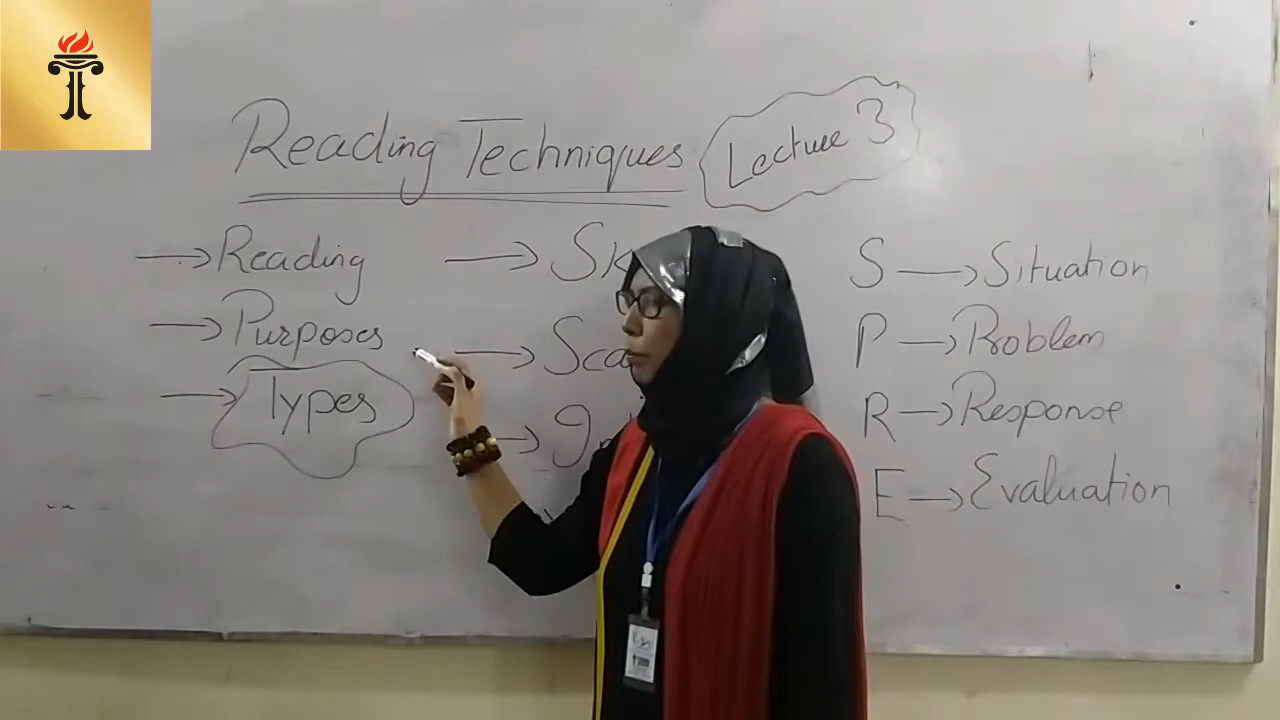 Reading Techniques
Lecture 3
→ Reading
→ Purposes
→ Types
S → Situation
P → Problem
R → Response
E → Evaluation